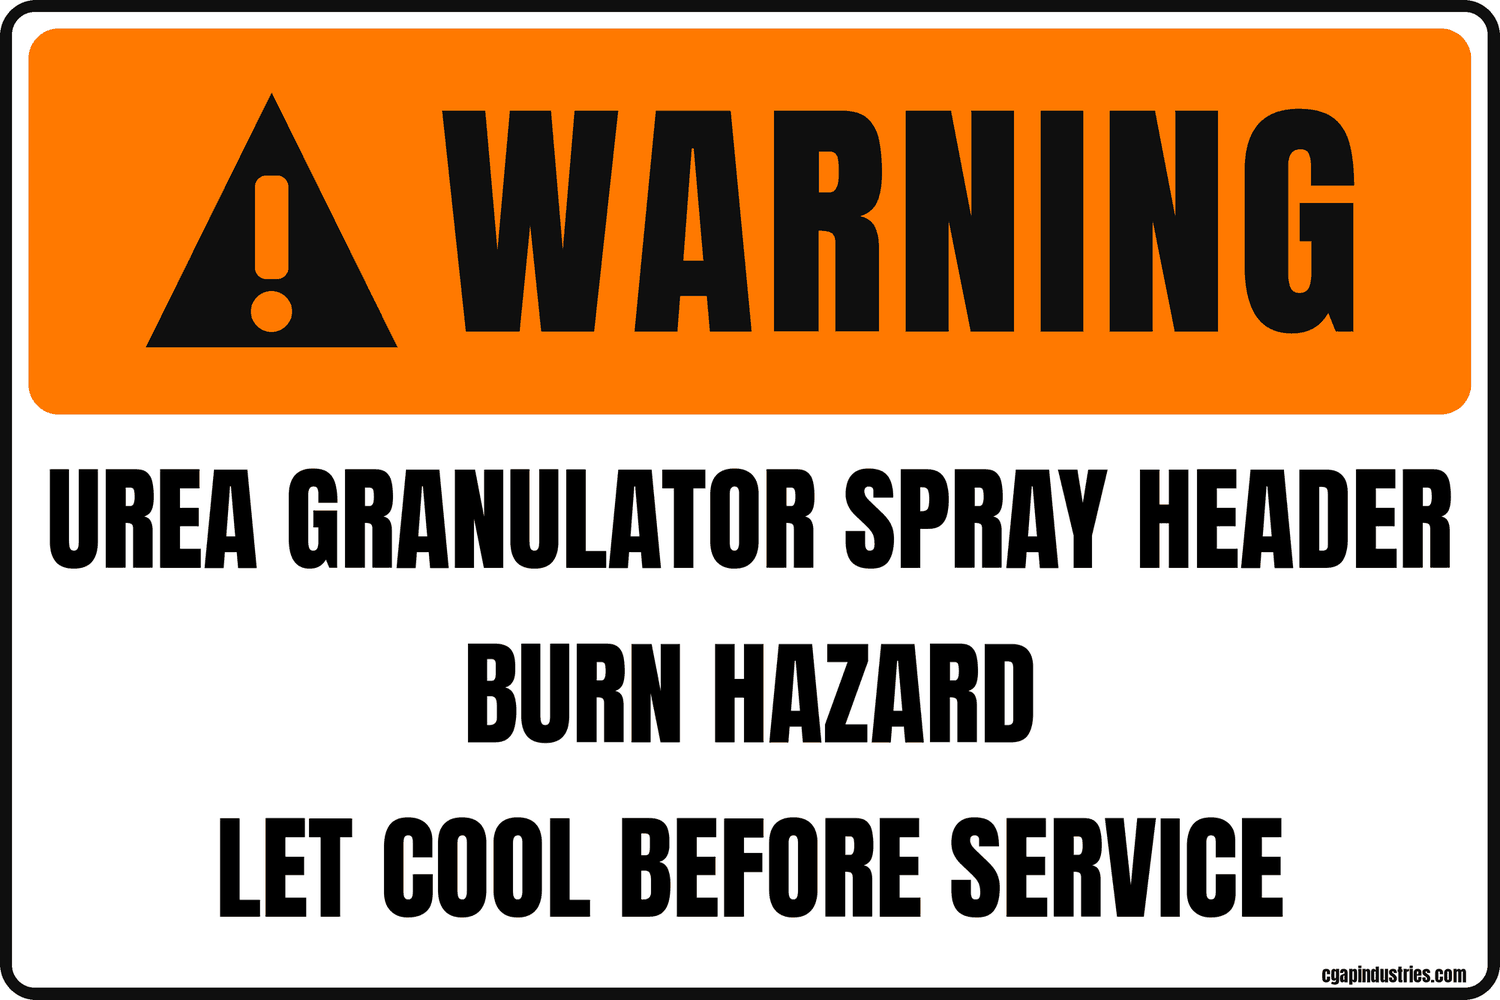 WARNING
UREA GRANULATOR SPRAY HEADER
BURN HAZARD
LET COOL BEFORE SERVICE
cgapindustries.com